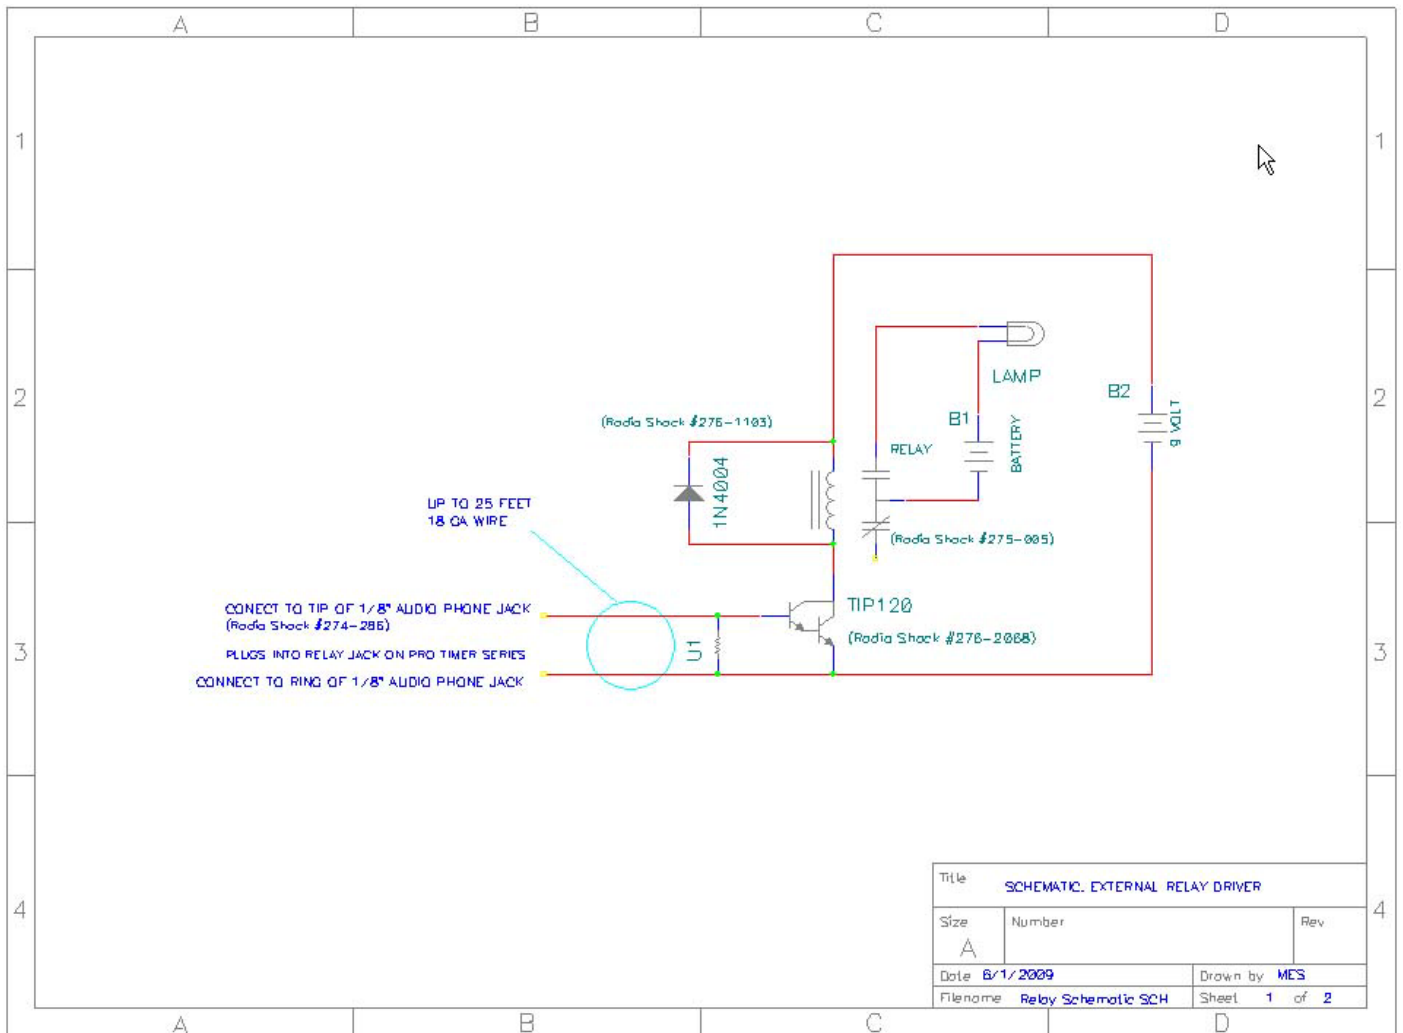 A B C D
1 1
LAMP
2 B2 2
9 VOLT
B1
BATTERY
(Radio Shack #276-1103)
RELAY
1N4004
UP TO 25 FEET
18 GA WIRE
(Radio Shack #275-005)
CONECT TO TIP OF 1/8" AUDIO PHONE JACK
(Radio Shack #274-286)
TIP120
(Radio Shack #276-2068)
3 PLUGS INTO RELAY JACK ON PRO TIMER SERIES U1 3
CONNECT TO RING OF 1/8" AUDIO PHONE JACK
Title SCHEMATIC, EXTERNAL RELAY DRIVER
4 4
Size Number Rev
A
Date 6/1/2009 Drawn by MES
Filename Relay Schematic SCH Sheet 1 of 2
A B C D